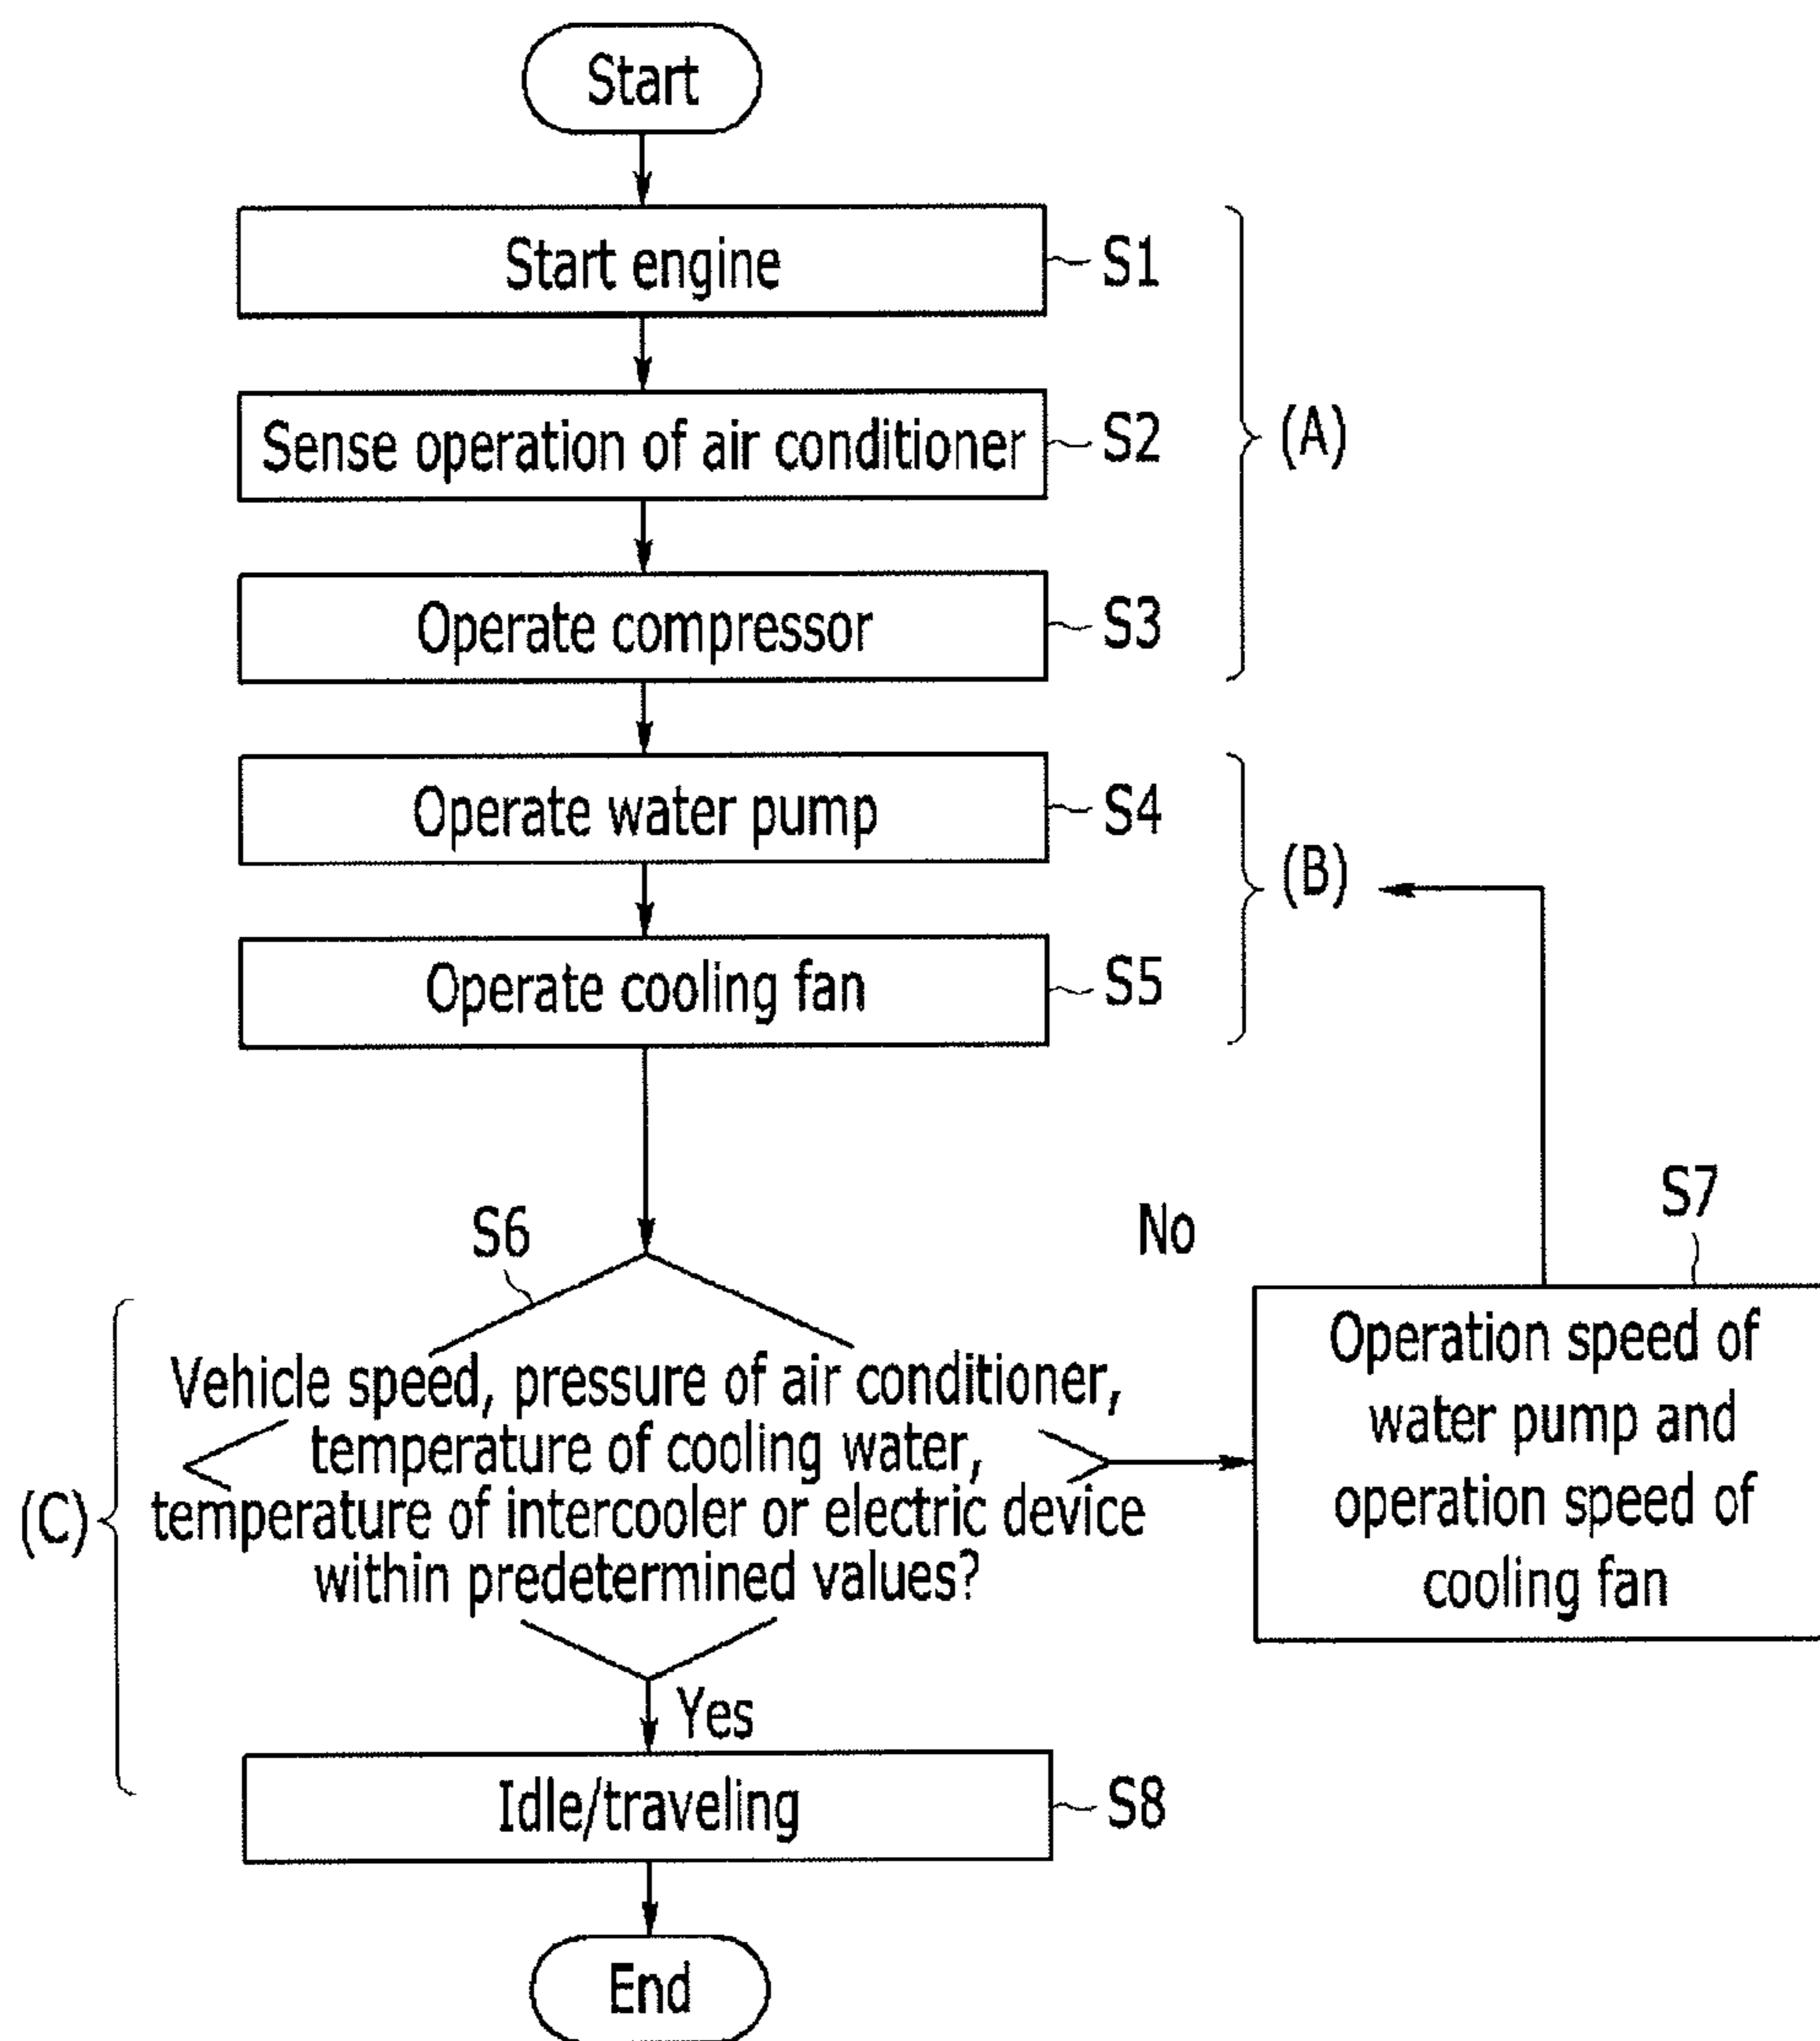 Start
Start engine
S1
Sense operation of air conditioner
S2
(A)
Operate compressor
S3
Operate water pump
S4
(B)
Operate cooling fan
S5
S6
No
S7
Vehicle speed, pressure of air conditioner,
temperature of cooling water,
temperature of intercooler or electric device
within predetermined values?
(C)
Operation speed of
water pump and
operation speed of
cooling fan
Yes
Idle/traveling
S8
End